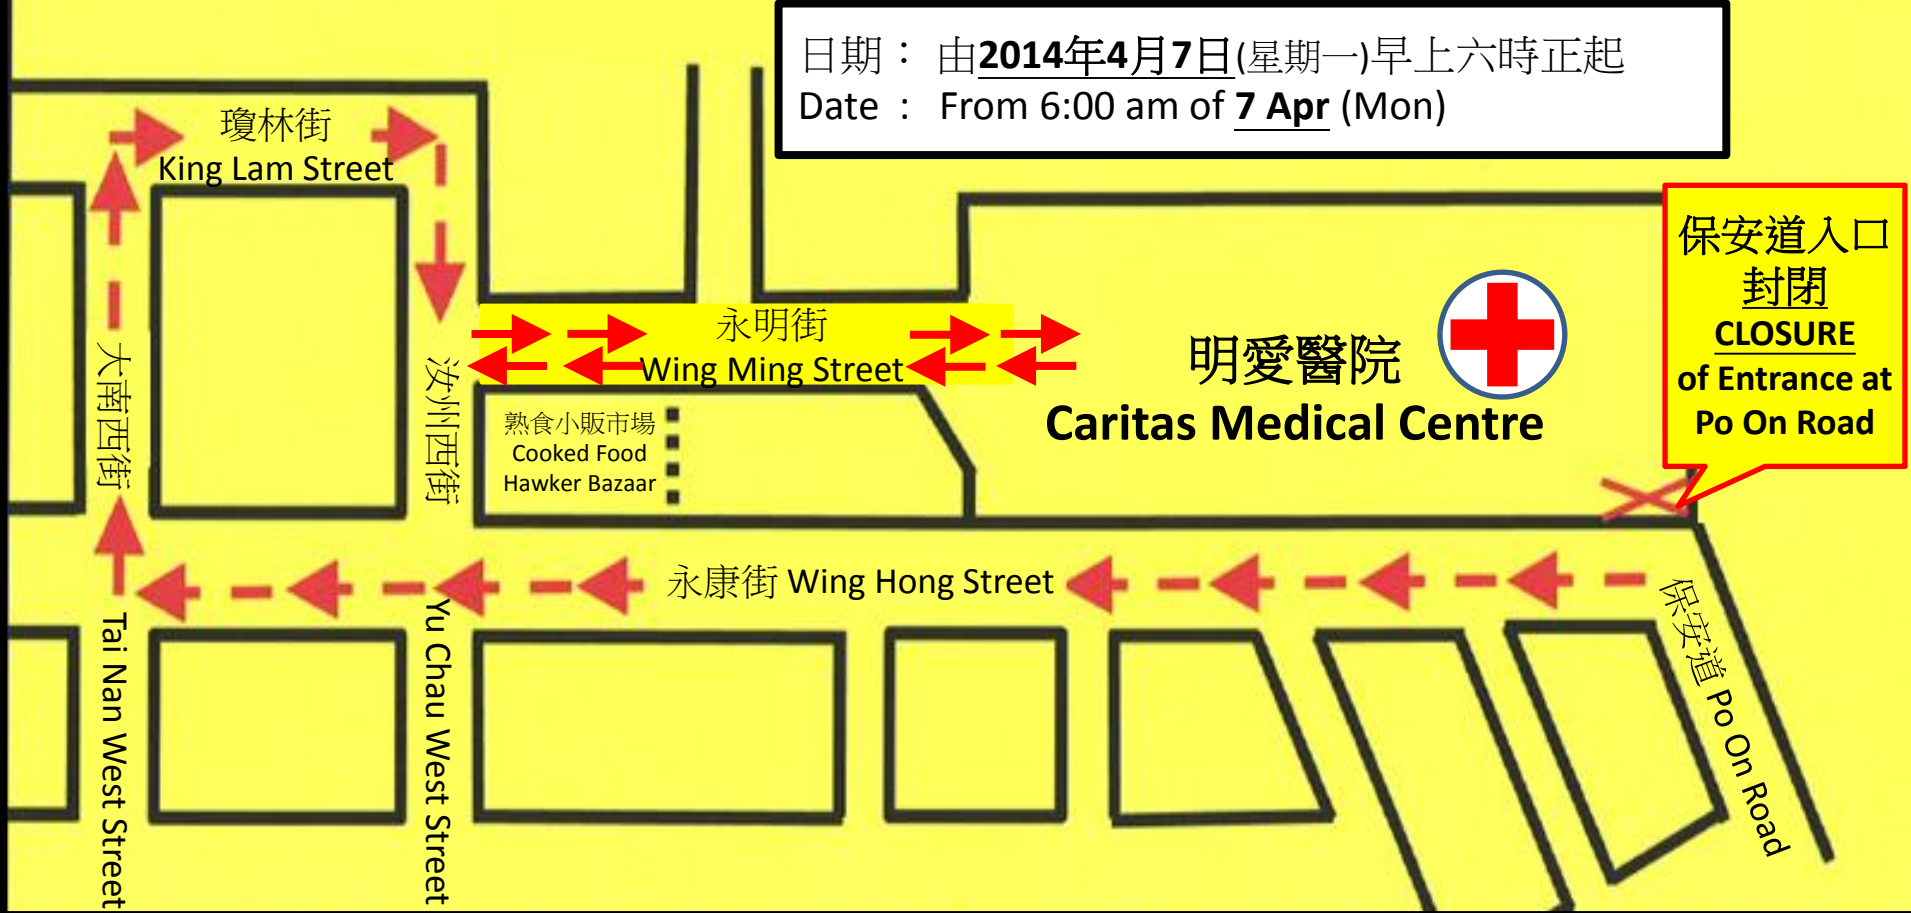 日期： 由2014年4月7日(星期一)早上六時正起
Date : From 6:00 am of 7 Apr (Mon)
瓊林街
King Lam Street
保安道入口
封閉
CLOSURE
of Entrance at
Po On Road
永明街
Wing Ming Street
明愛醫院
Caritas Medical Centre
大南西街
汝州西街
熟食小販市場
Cooked Food
Hawker Bazaar
永康街 Wing Hong Street
保安道 Po On Road
Tai Nan West Street
Yu Chau West Street